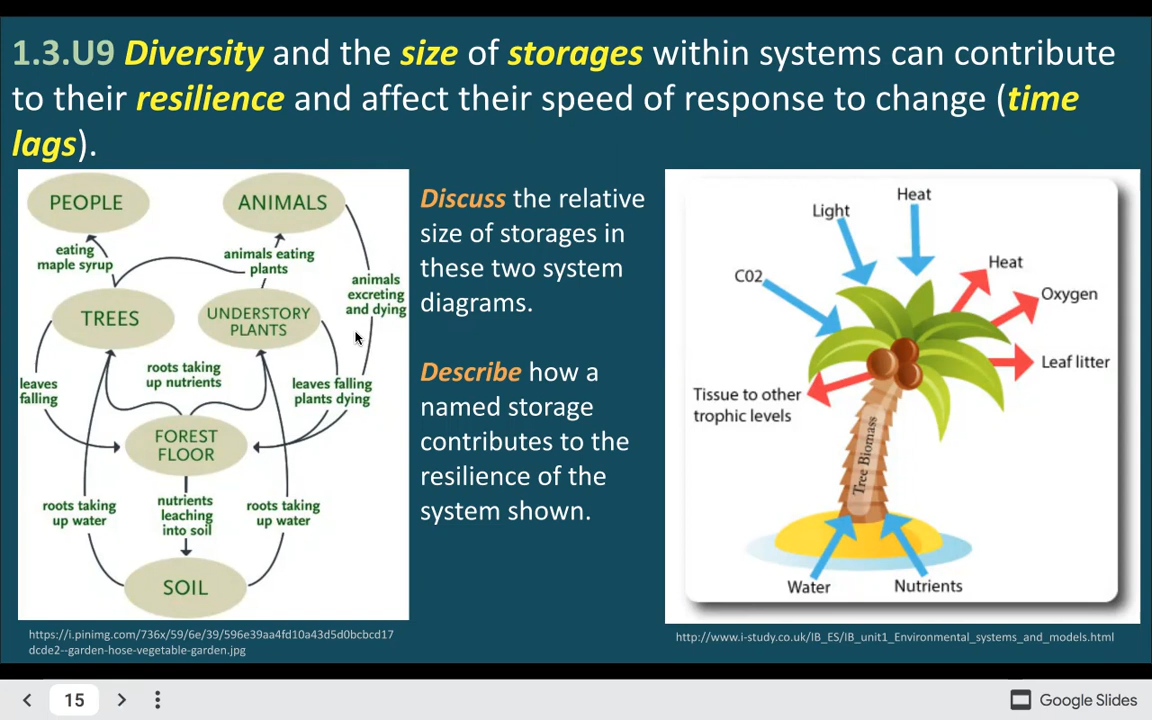 1.3.U9 Diversity and the size of storages within systems can contribute
to their resilience and affect their speed of response to change (time
lags).
PEOPLE
ANIMALS
eating
maple syrup
animals eating
plants
animals
excreting
and dying
TREES
UNDERSTORY
PLANTS
roots taking
up nutrients
leaves
falling
leaves falling
plants dying
FOREST
FLOOR
roots taking
up water
nutrients
leaching
into soil
roots taking
up water
SOIL
https://i.pinimg.com/736x/59/6e/39/596e39aa4fd10a43d5d0bcbcd17
dcde2--garden-hose-vegetable-garden.jpg
Discuss the relative
size of storages in
these two system
diagrams.
Describe how a
named storage
contributes to the
resilience of the
system shown.
Light
Heat
C02
Heat
Oxygen
Leaf litter
Tissue to other
trophic levels
Tree Biomass
Water
Nutrients
http://www.i-study.co.uk/IB_ES/IB_unit1_Environmental_systems_and_models.html
15
Google Slides